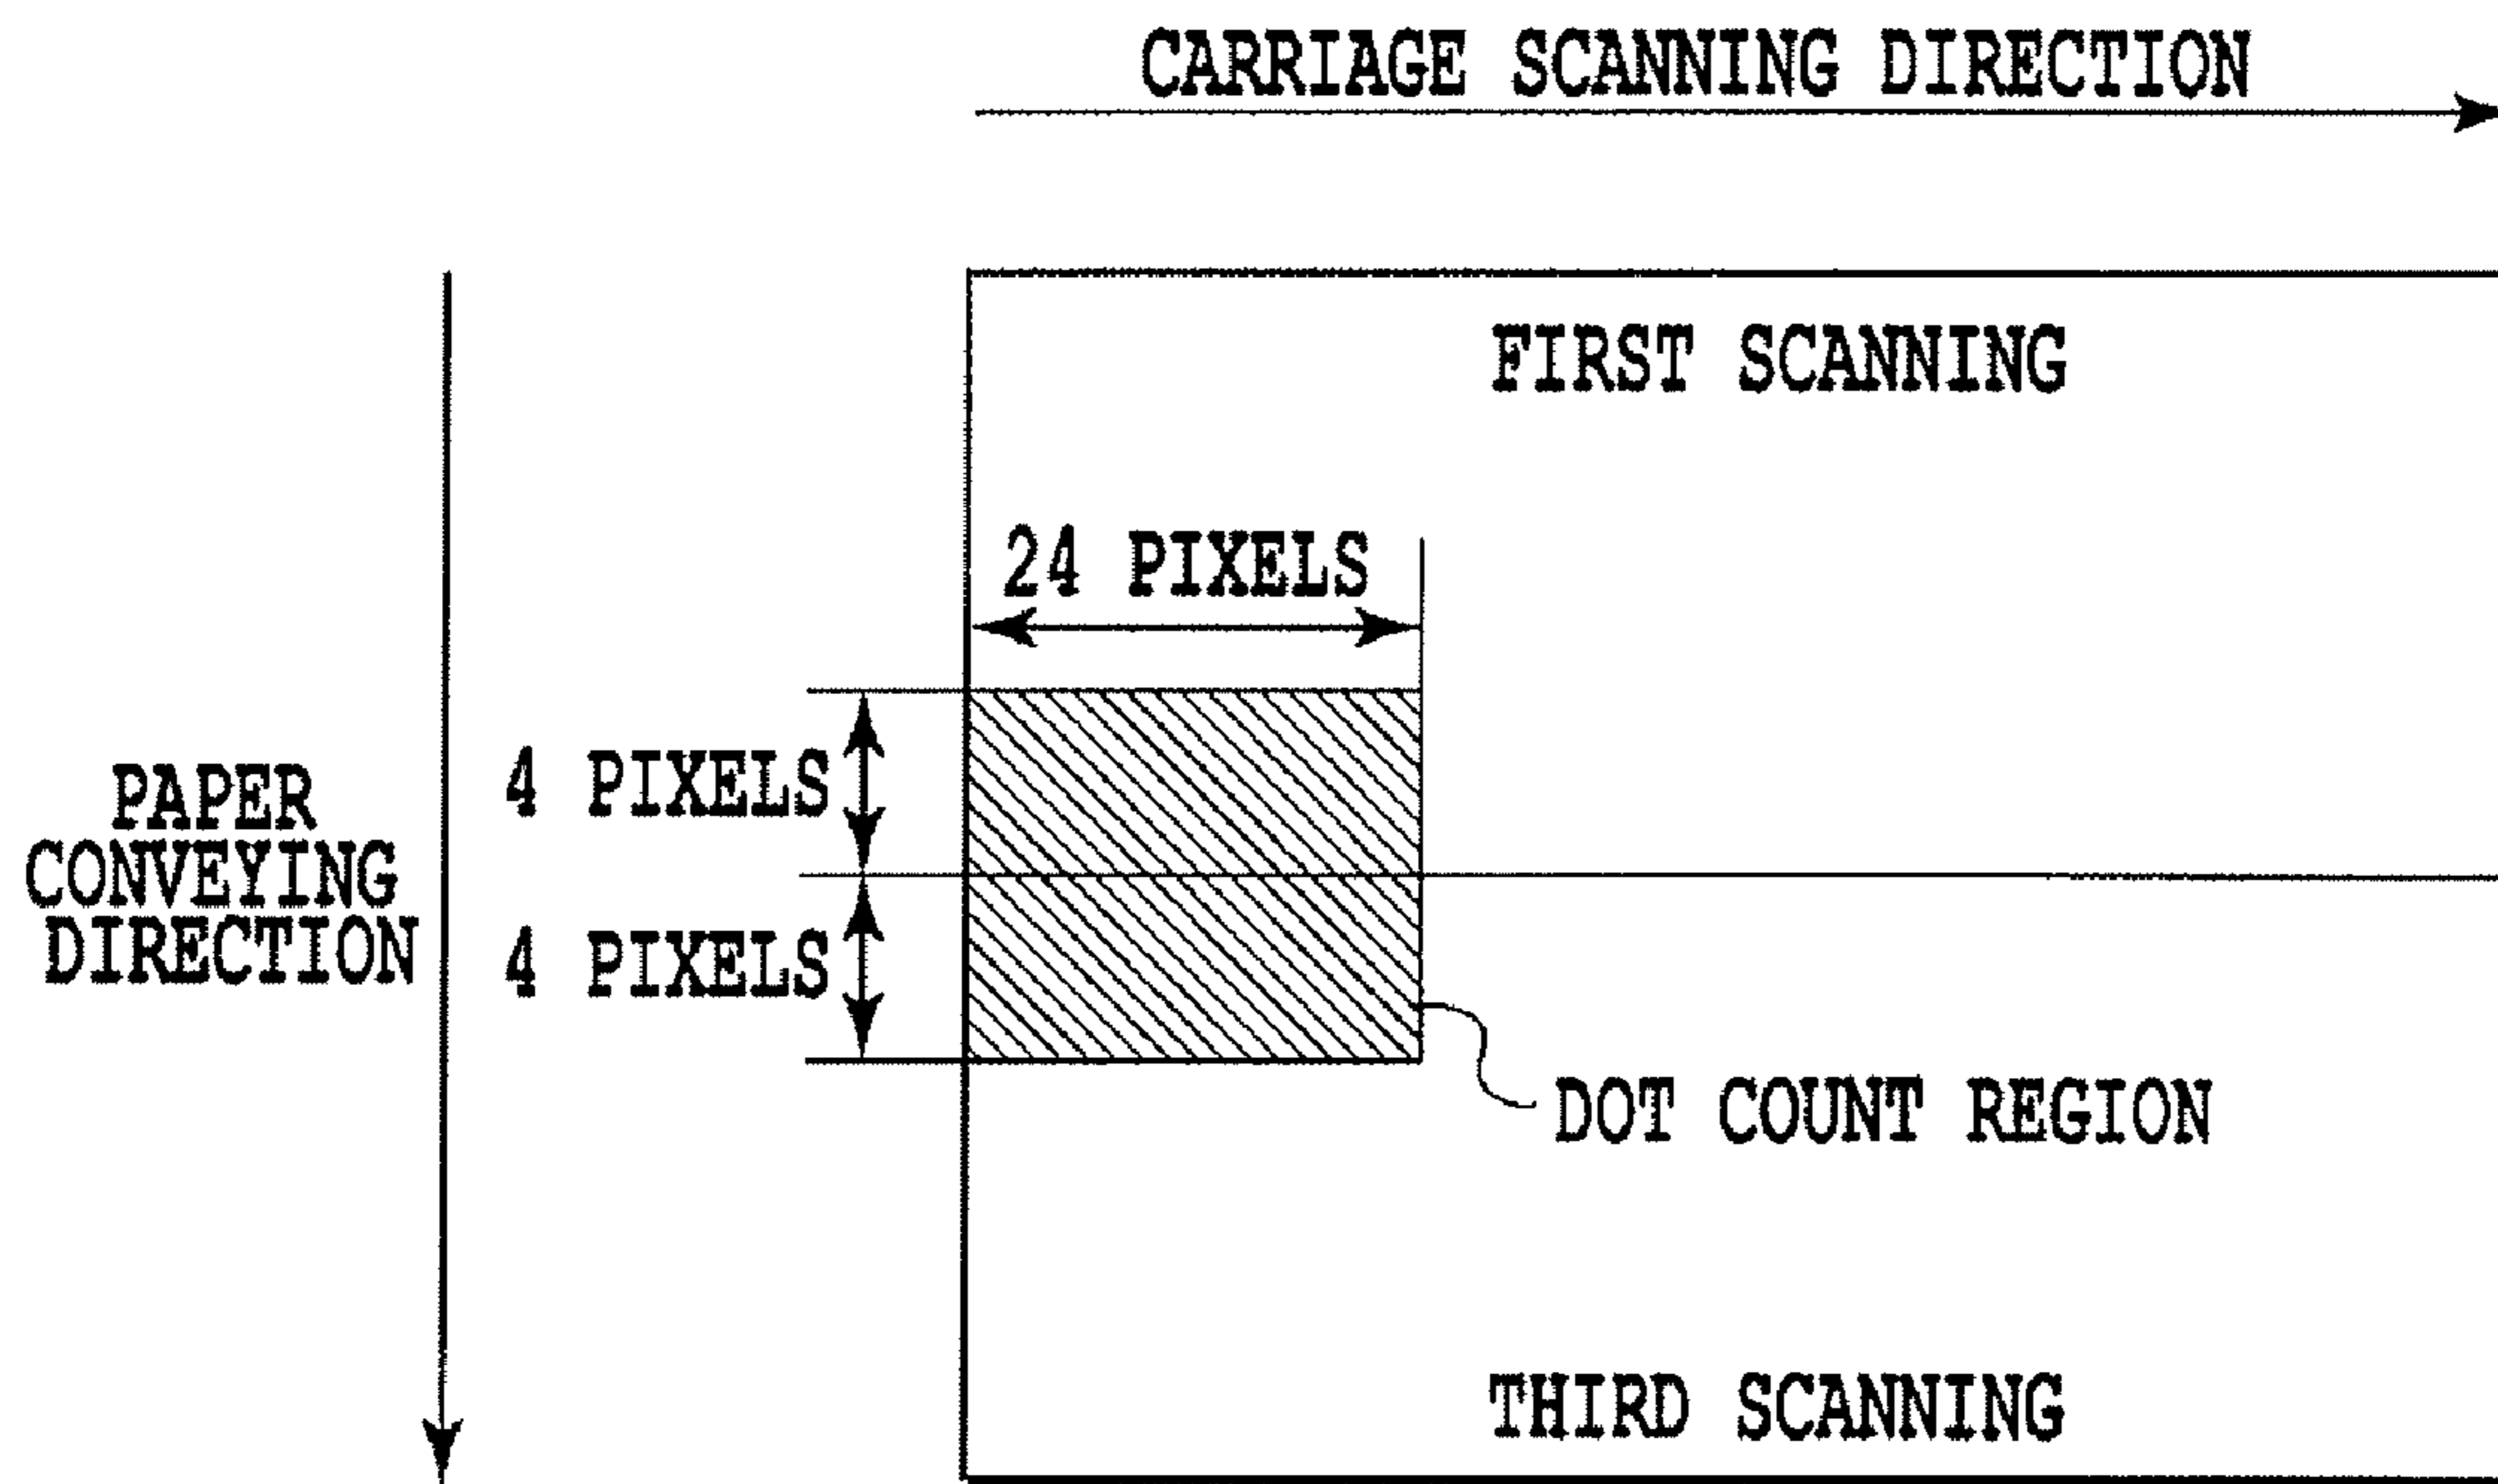 CARRIAGE SCANNING DIRECTION
FIRST SCANNING
24 PIXELS
4 PIXELS
PAPER
CONVEYING
DIRECTION
4 PIXELS
DOT COUNT REGION
THIRD SCANNING